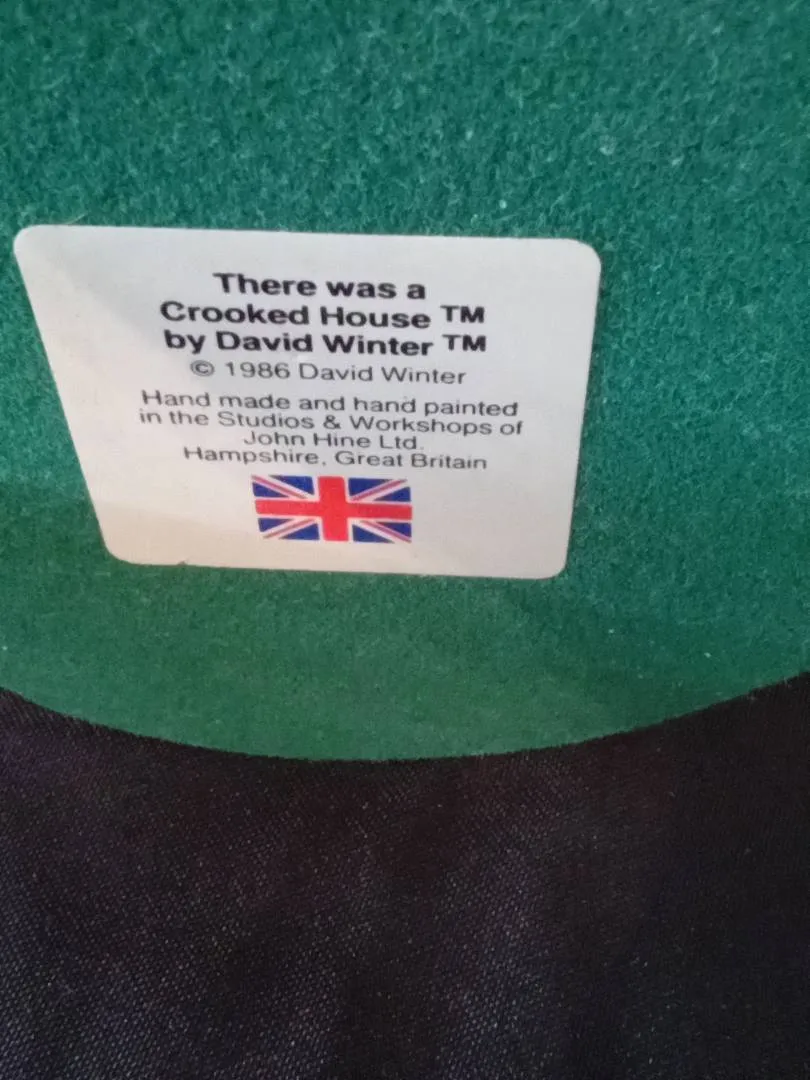 There was a
Crooked House ™
by David Winter ™
© 1986 David Winter
Hand made and hand painted
in the Studios & Workshops of
John Hine Ltd.
Hampshire, Great Britain